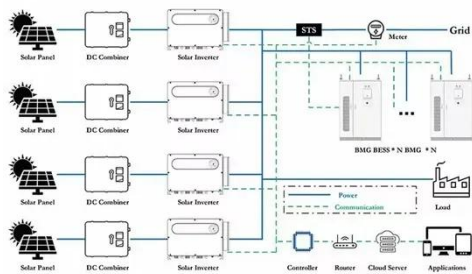 STS
Meter
Grid
Solar Panel
DC Combiner
Solar Inverter
Solar Panel
DC Combiner
Solar Inverter
BMG BESS * N BMG * N
Solar Panel
DC Combiner
Solar Inverter
Power
Communication
Load
Solar Panel
DC Combiner
Solar Inverter
Controller
Router
Cloud Server
Applications